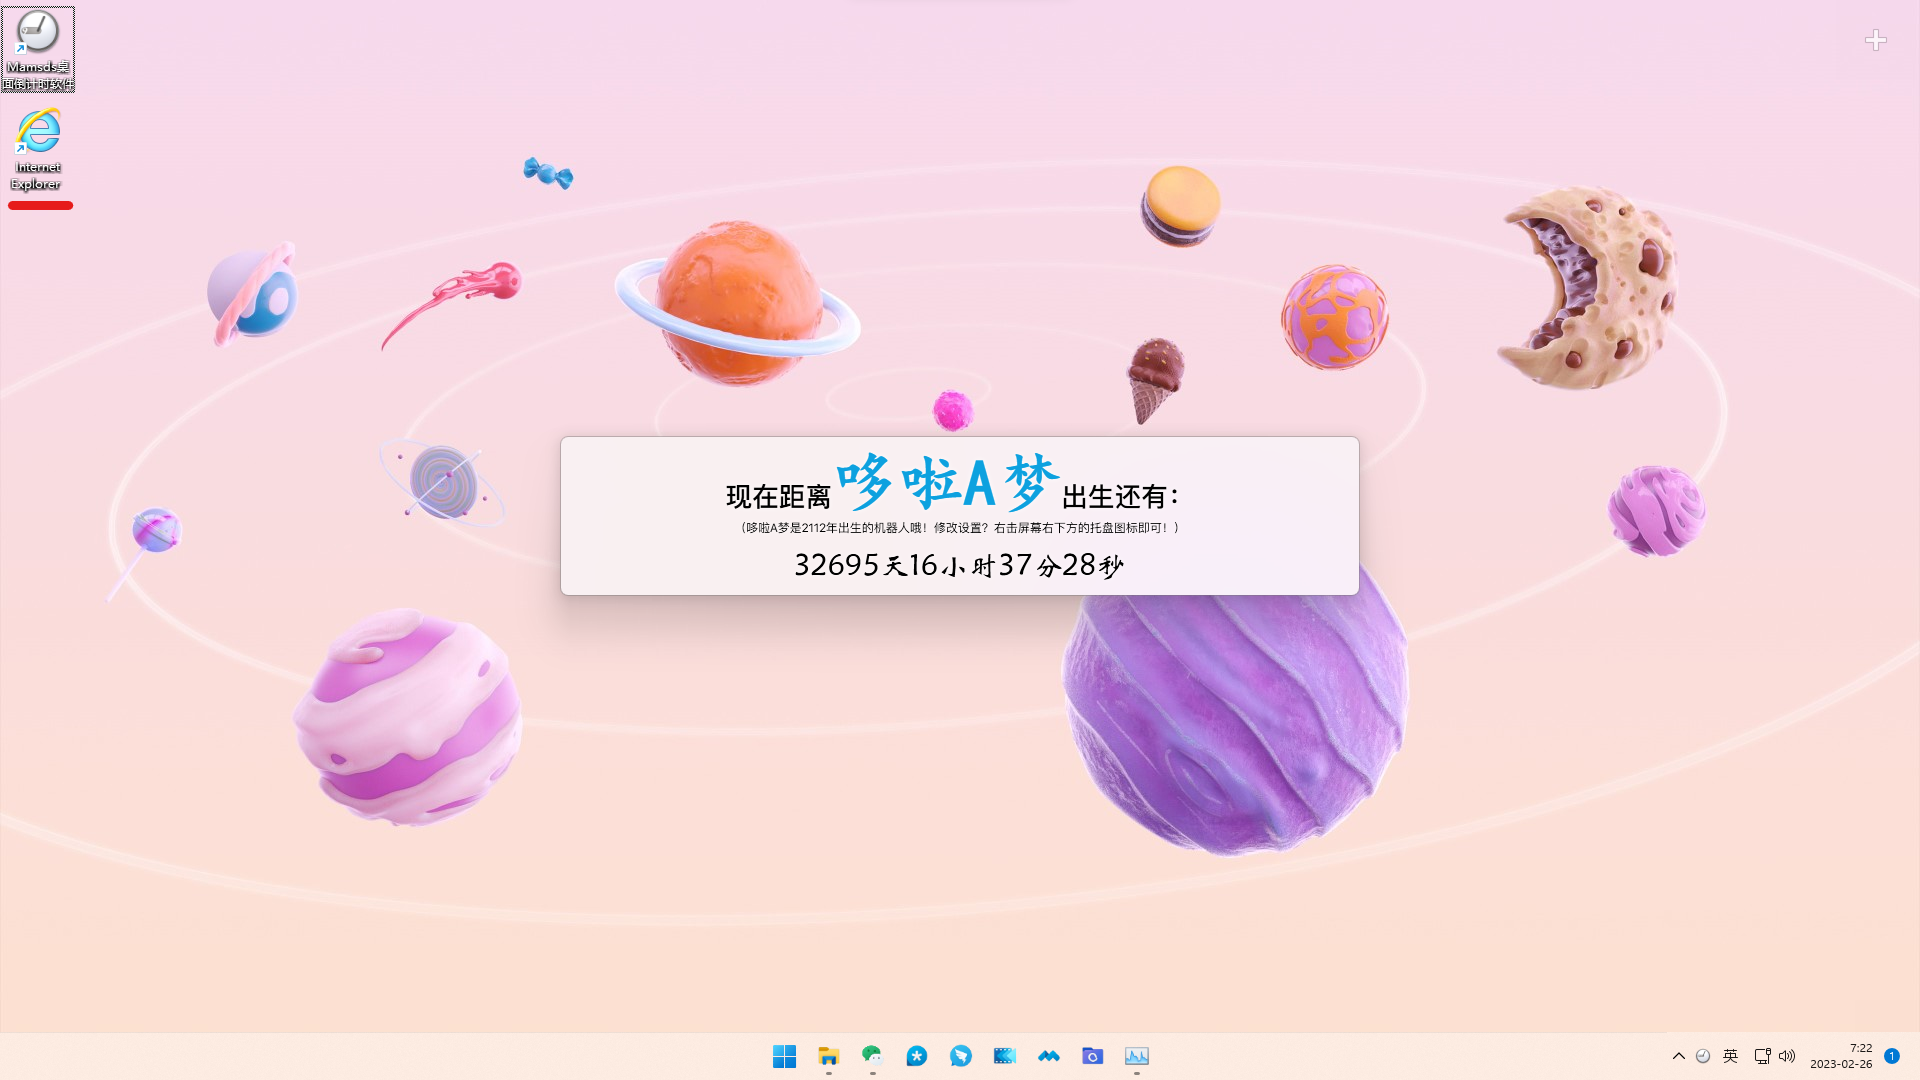 Mamsds桌
面倒计时软件
Internet
Explorer
现在距离哆啦A梦出生还有：
（哆啦A梦是2112年出生的机器人哦！修改设置？右击屏幕右下方的托盘图标即可！）
32695天16小时37分28秒
英
7:22
2023-02-26
1